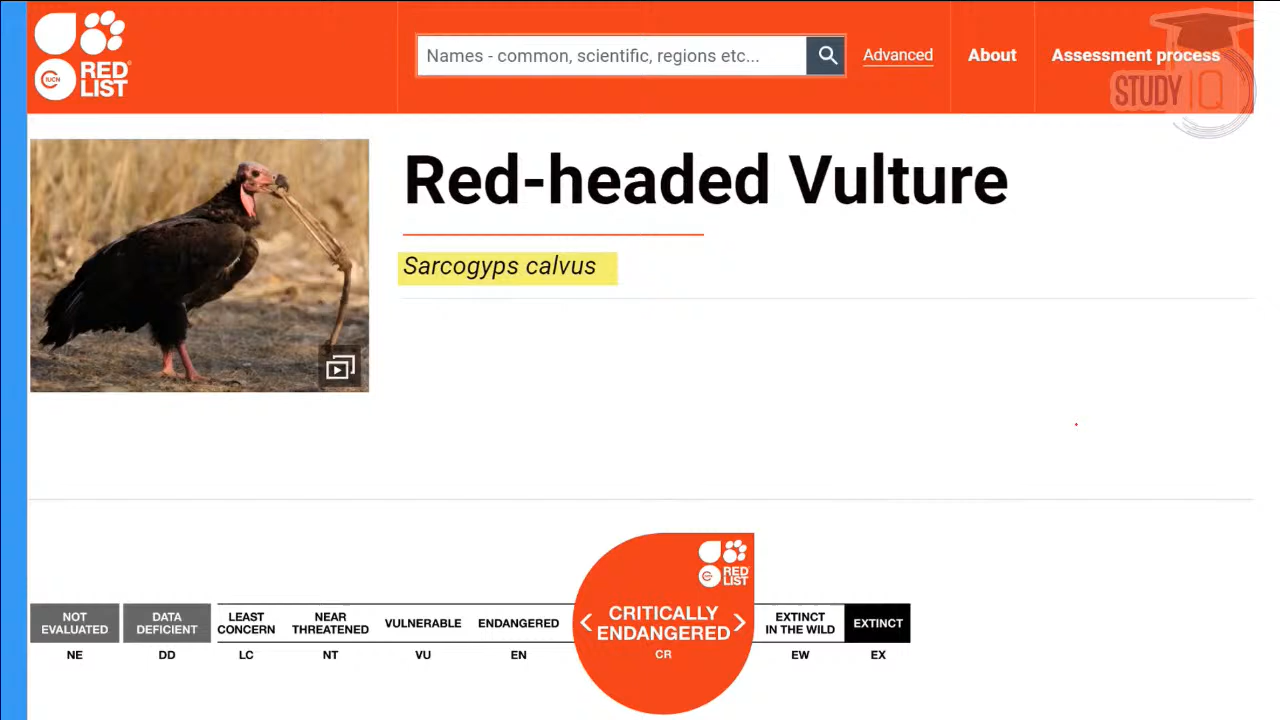 IUCN
RED
LIST
Names - common, scientific, regions etc...
Advanced
About
Assessment process
STUDY IQ
Red-headed Vulture
Sarcogyps calvus
RED
LIST
NOT
EVALUATED
NE
DATA
DEFICIENT
DD
LEAST
CONCERN
LC
NEAR
THREATENED
NT
VULNERABLE
VU
ENDANGERED
EN
< CRITICALLY >
ENDANGERED
CR
EXTINCT
IN THE WILD
EW
EXTINCT
EX